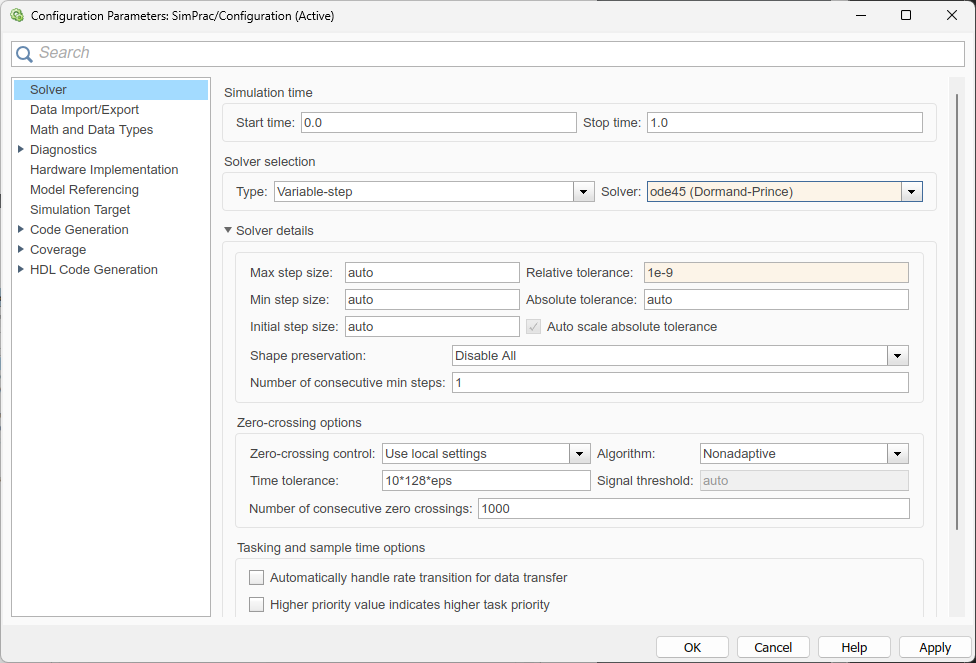 Configuration Parameters: SimPrac/Configuration (Active)
Search
Solver
Data Import/Export
Math and Data Types
Diagnostics
Hardware Implementation
Model Referencing
Simulation Target
Code Generation
Coverage
HDL Code Generation
Simulation time
Start time: 0.0 Stop time: 1.0
Solver selection
Type: Variable-step Solver: ode45 (Dormand-Prince)
Solver details
Max step size: auto Relative tolerance: 1e-9
Min step size: auto Absolute tolerance: auto
Initial step size: auto Auto scale absolute tolerance
Shape preservation: Disable All
Number of consecutive min steps: 1
Zero-crossing options
Zero-crossing control: Use local settings Algorithm: Nonadaptive
Time tolerance: 10*128*eps Signal threshold: auto
Number of consecutive zero crossings: 1000
Tasking and sample time options
Automatically handle rate transition for data transfer
Higher priority value indicates higher task priority
OK Cancel Help Apply